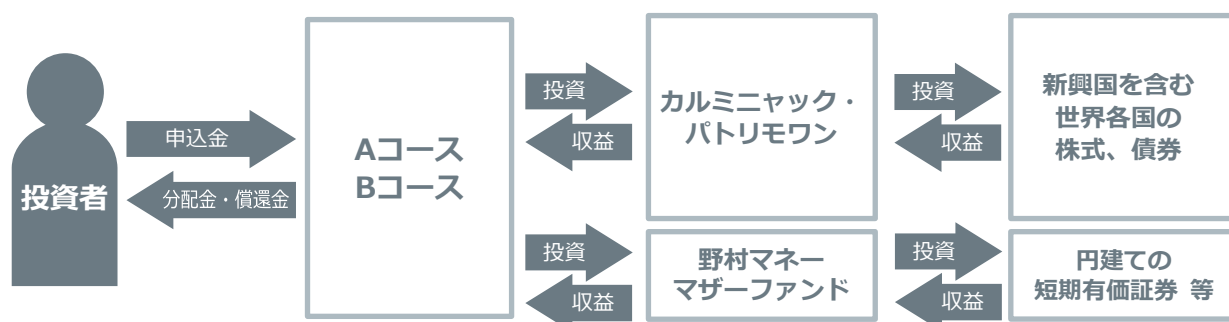 投資者
申込金
分配金・償還金
Aコース
Bコース
投資
収益
カルミニャック・
パトリモワン
投資
収益
新興国を含む
世界各国の
株式、債券
投資
収益
野村マネー
マザーファンド
投資
収益
円建ての
短期有価証券 等